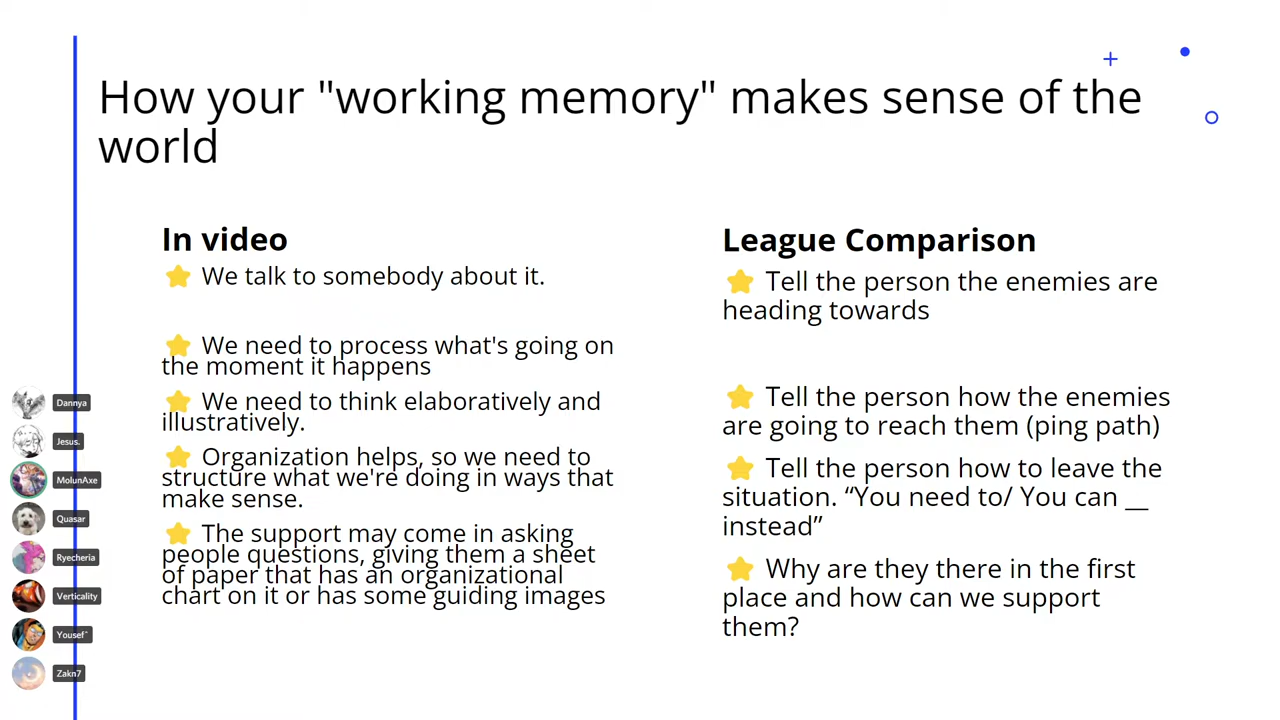 How your "working memory" makes sense of the
world
In video
We talk to somebody about it.
We need to process what's going on
the moment it happens
We need to think elaboratively and
illustratively.
Organization helps, so we need to
structure what we're doing in ways that
make sense.
The support may come in asking
people questions, giving them a sheet
of paper that has an organizational
chart on it or has some guiding images
League Comparison
Tell the person the enemies are
heading towards
Tell the person how the enemies
are going to reach them (ping path)
Tell the person how to leave the
situation. “You need to/ You can __
instead”
Why are they there in the first
place and how can we support
them?
Dannya
Jesus.
MolunAxe
Quasar
Ryecheria
Verticality
Yousef^
Zakn7